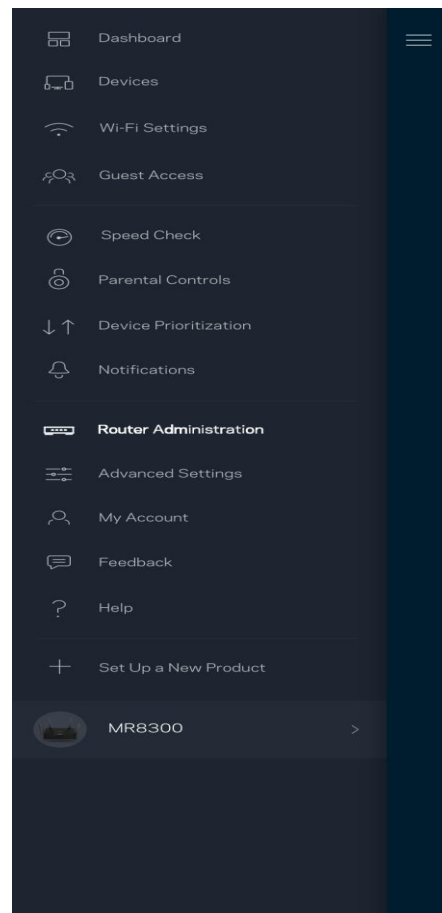 Dashboard
Devices
Wi-Fi Settings
Guest Access
Speed Check
Parental Controls
Device Prioritization
Notifications
Router Administration
Advanced Settings
My Account
Feedback
Help
Set Up a New Product
MR8300